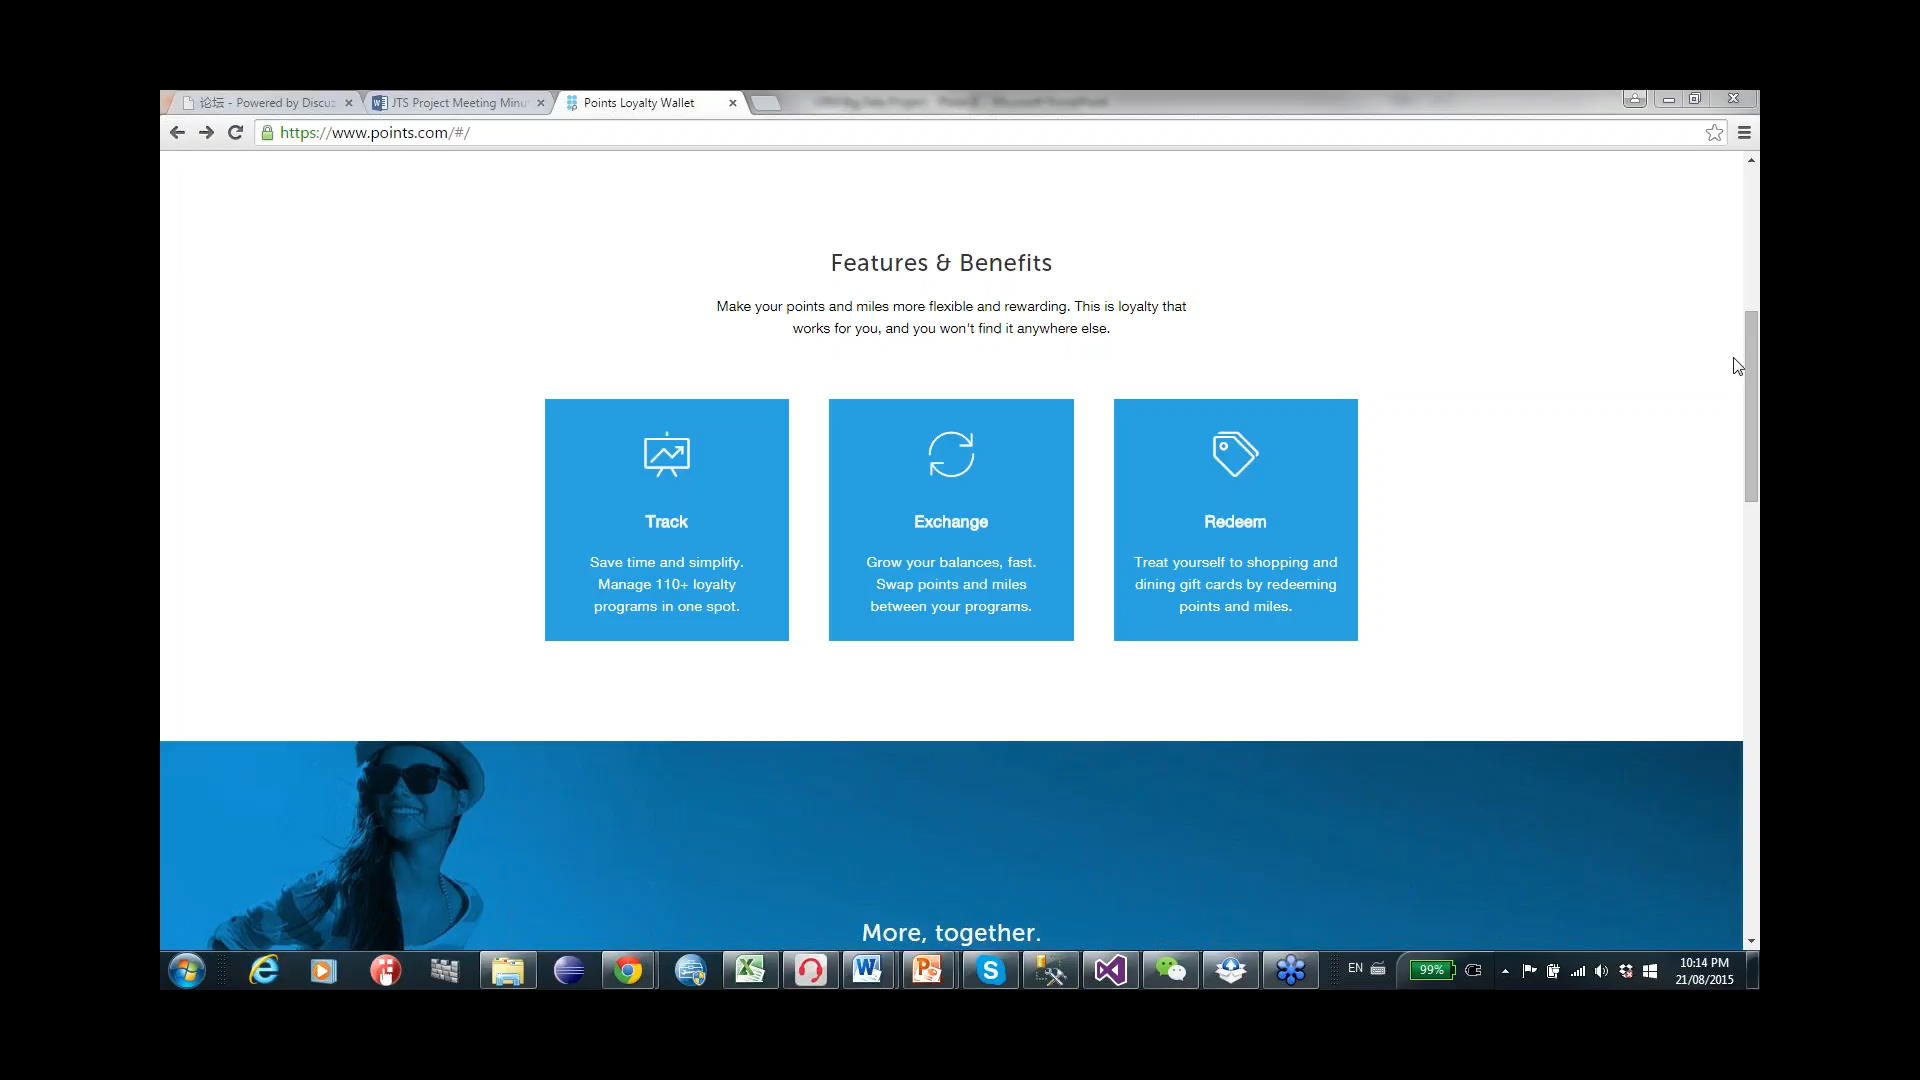 论坛 - Powered by Discuz
JTS Project Meeting Minu
Points Loyalty Wallet
https://www.points.com/#/
Features & Benefits
Make your points and miles more flexible and rewarding. This is loyalty that
works for you, and you won't find it anywhere else.
Track
Save time and simplify.
Manage 110+ loyalty
programs in one spot.
Exchange
Grow your balances, fast.
Swap points and miles
between your programs.
Redeem
Treat yourself to shopping and
dining gift cards by redeeming
points and miles.
More, together.
EN
99%
10:14 PM
21/08/2015